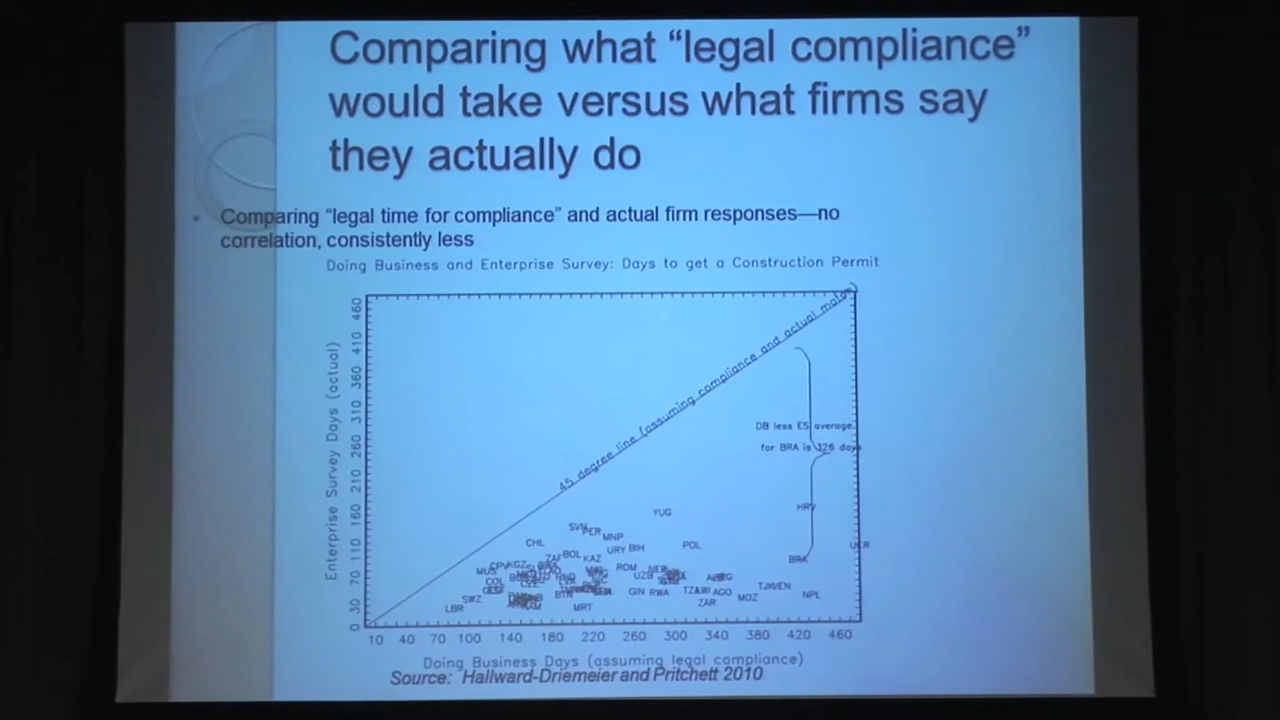 Comparing what “legal compliance”
would take versus what firms say
they actually do
• Comparing “legal time for compliance” and actual firm responses—no
correlation, consistently less
Doing Business and Enterprise Survey: Days to get a Construction Permit
Enterprise Survey Days (actual)
460
410
360
310
260
210
160
110
70
30
0
45 degree line (assuming compliance and actual match)
DB less ES average
for BRA is 326 days
YUG
HRV
SVN
PER
MNP
CHL
URY
BIH
POL
UKR
ZAF
BOL
KAZ
BRA
CPV
KGZ
MUS
ROM
UZB
COL
TJK
VEN
SWZ
BTN
GIN
RWA
TZA
AGO
MOZ
NPL
ZAR
LBR
MRT
10 40 70 100 140 180 220 260 300 340 380 420 460
Doing Business Days (assuming legal compliance)
Source: Hallward-Driemeier and Pritchett 2010